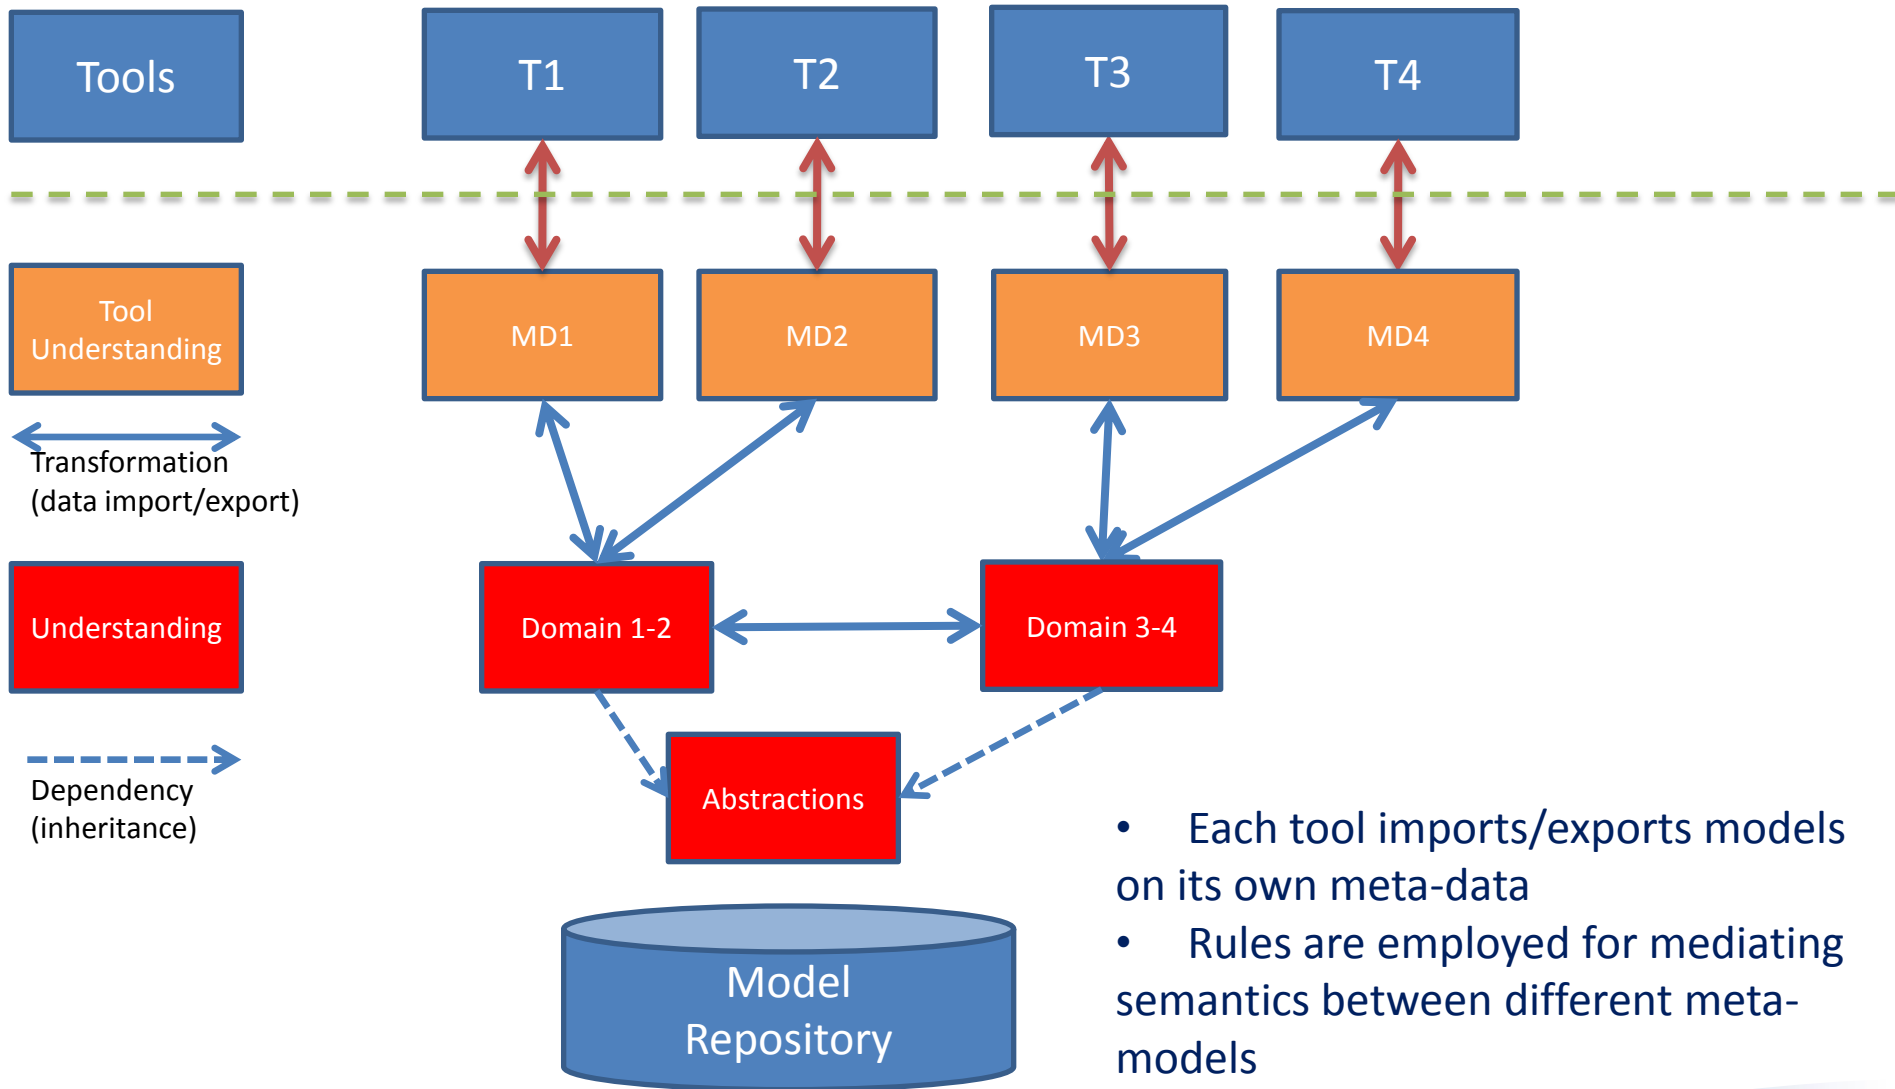 Tools
T1
T2
T3
T4
Tool
Understanding
MD1
MD2
MD3
MD4
Transformation
(data import/export)
Understanding
Domain 1-2
Domain 3-4
Dependency
(inheritance)
Abstractions
Model
Repository
• Each tool imports/exports models
on its own meta-data
• Rules are employed for mediating
semantics between different meta-
models